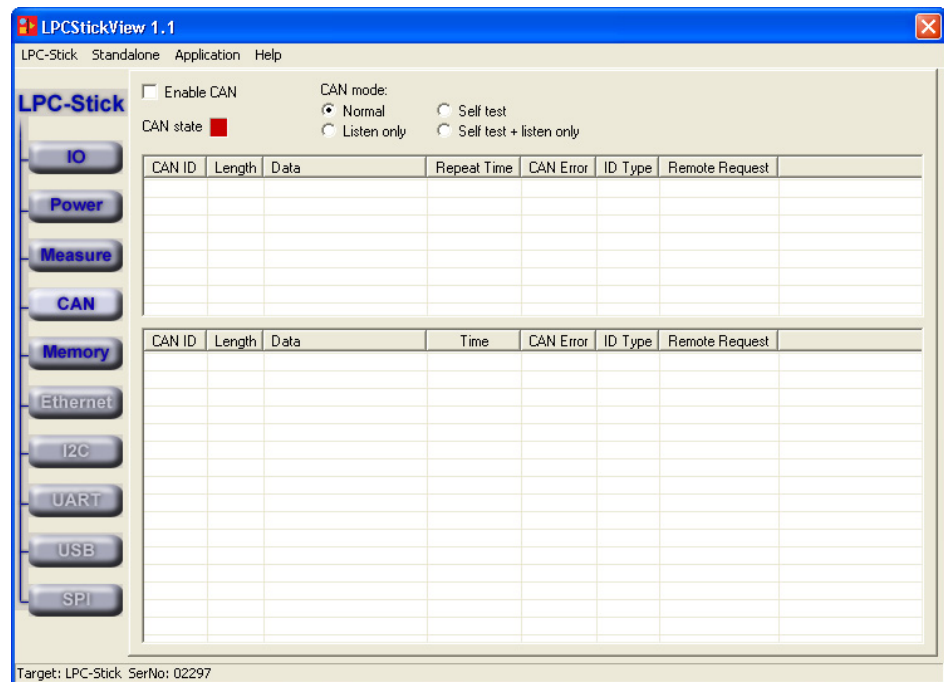 LPCStickView 1.1
LPC-Stick Standalone Application Help
LPC-Stick
IO
Power
Measure
CAN
Memory
Ethernet
I2C
UART
USB
SPI
Enable CAN
CAN state
CAN mode:
Normal
Self test
Listen only
Self test + listen only
CAN ID Length Data Repeat Time CAN Error ID Type Remote Request
CAN ID Length Data Time CAN Error ID Type Remote Request
Target: LPC-Stick SerNo: 02297